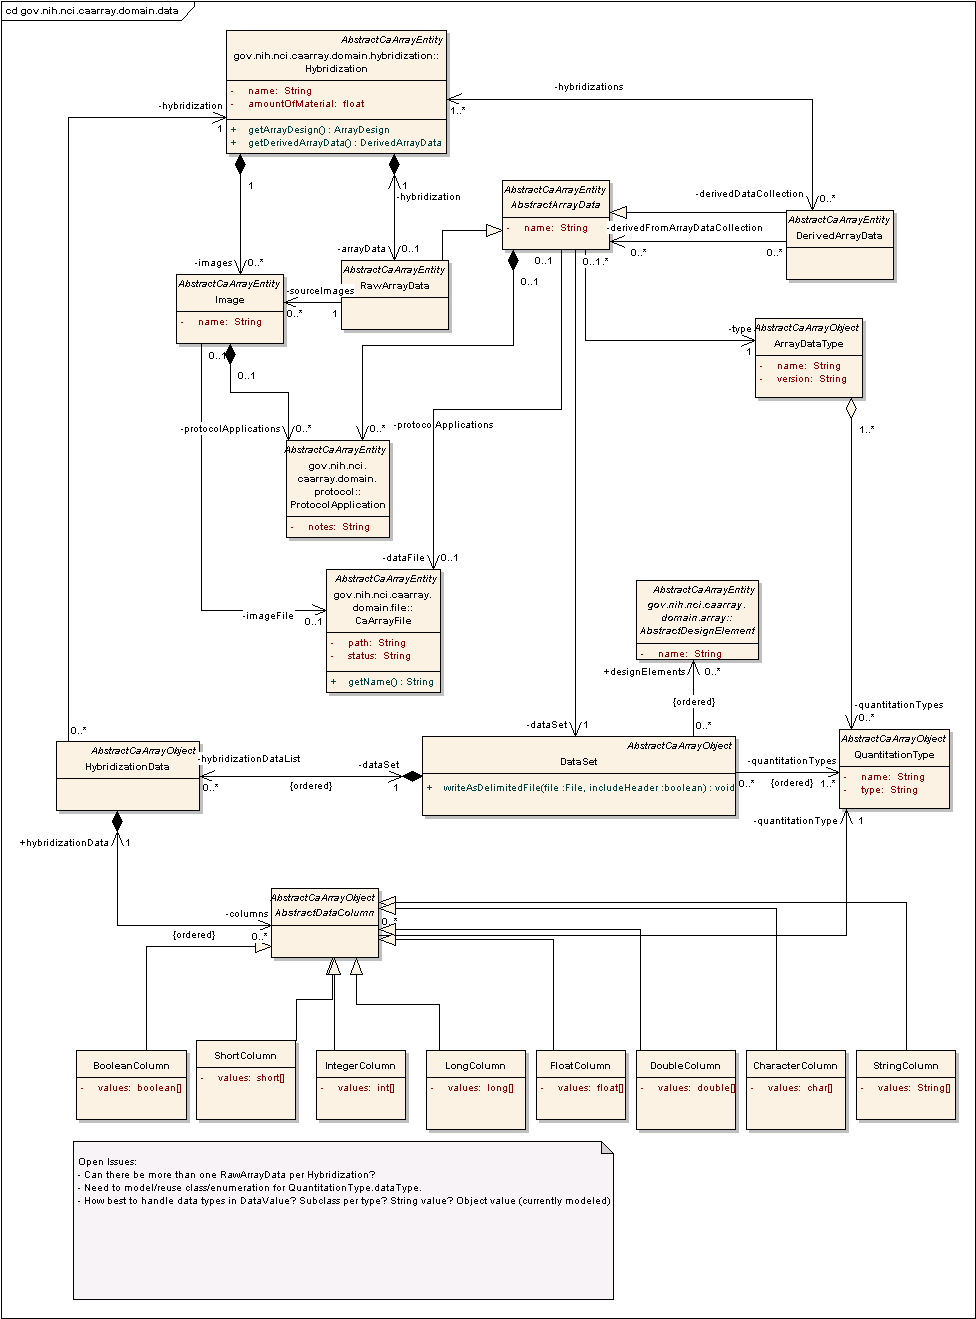 cd gov.nih.nci.caarray.domain.data
AbstractCaArrayEntity
gov.nih.nci.caarray.domain.hybridization::
Hybridization
- name: String
- amountOfMaterial: float
+ getArrayDesign() : ArrayDesign
+ getDerivedArrayData() : DerivedArrayData
-hybridization
1
-hybridizations
1..*
1
1
-hybridization
AbstractCaArrayEntity
AbstractArrayData
- name: String
-derivedDataCollection
0..*
AbstractCaArrayEntity
DerivedArrayData
-derivedFromArrayDataCollection
0..*
0..*
-arrayData
0..1
-images
0..*
AbstractCaArrayEntity
RawArrayData
0..1
0..1.*
0..1
AbstractCaArrayEntity
Image
- name: String
-sourceImages
0..*
1
-type
1
AbstractCaArrayObject
ArrayDataType
- name: String
- version: String
0..1
0..1
1..*
-protocolApplications
0..*
0..*
-protocolApplications
AbstractCaArrayEntity
gov.nih.nci.
caarray.domain.
protocol::
ProtocolApplication
- notes: String
-dataFile
0..1
AbstractCaArrayEntity
gov.nih.nci.caarray.
domain.file::
CaArrayFile
- path: String
- status: String
+ getName() : String
-imageFile
0..1
AbstractCaArrayEntity
gov.nih.nci.caarray.
domain.array::
AbstractDesignElement
- name: String
+designElements
0..*
{ordered}
0..*
-quantitationTypes
0..*
-dataSet
1
0..*
AbstractCaArrayObject
HybridizationData
-hybridizationDataList
0..*
{ordered}
-dataSet
1
AbstractCaArrayObject
DataSet
+ writeAsDelimitedFile(file :File, includeHeader :boolean) : void
-quantitationTypes
0..*
{ordered}
1..*
AbstractCaArrayObject
QuantitationType
- name: String
- type: String
-quantitationType
1
+hybridizationData
1
-columns
{ordered}
0..*
AbstractCaArrayObject
AbstractDataColumn
0..*
BooleanColumn
- values: boolean[]
ShortColumn
- values: short[]
IntegerColumn
- values: int[]
LongColumn
- values: long[]
FloatColumn
- values: float[]
DoubleColumn
- values: double[]
CharacterColumn
- values: char[]
StringColumn
- values: String[]
Open Issues:
- Can there be more than one RawArrayData per Hybridization?
- Need to model/reuse class/enumeration for QuantitationType.dataType.
- How best to handle data types in DataValue? Subclass per type? String value? Object value (currently modeled)